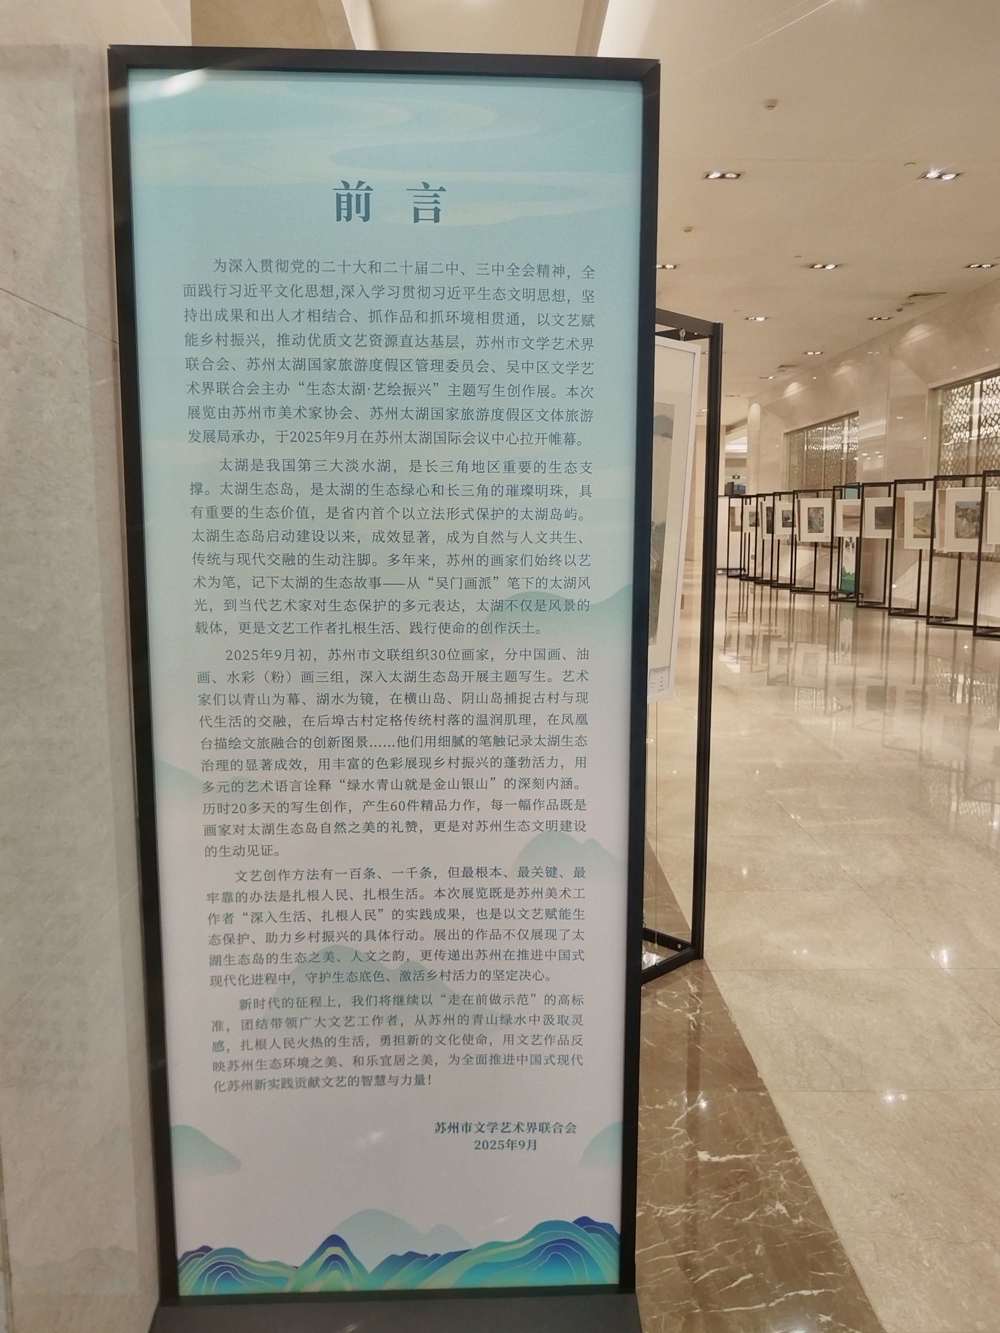 前言
为深入贯彻党的二十大和二十届二中、三中全会精神，全
面践行习近平文化思想,深入学习贯彻习近平生态文明思想，坚
持出成果和出人才相结合、抓作品和抓环境相贯通，以文艺赋
能乡村振兴，推动优质文艺资源直达基层，苏州市文学艺术界
联合会、苏州太湖国家旅游度假区管理委员会、吴中区文学艺
术界联合会主办“生态太湖·艺绘振兴”主题写生创作展。本次
展览由苏州市美术家协会、苏州太湖国家旅游度假区文体旅游
发展局承办，于2025年9月在苏州太湖国际会议中心拉开帷幕。
太湖是我国第三大淡水湖，是长三角地区重要的生态支
撑。太湖生态岛，是太湖的生态绿心和长三角的璀璨明珠，具
有重要的生态价值，是省内首个以立法形式保护的太湖岛屿。
太湖生态岛启动建设以来，成效显著，成为自然与人文共生、
传统与现代交融的生动注脚。多年来，苏州的画家们始终以艺
术为笔，记下太湖的生态故事——从“吴门画派”笔下的太湖风
光，到当代艺术家对生态保护的多元表达，太湖不仅是风景的
载体，更是文艺工作者扎根生活、践行使命的创作沃土。
2025年9月初，苏州市文联组织30位画家，分中国画、油
画、水彩（粉）画三组，深入太湖生态岛开展主题写生。艺术
家们以青山为幕、湖水为镜，在横山岛、阴山岛捕捉古村与现
代生活的交融，在后埠古村定格传统村落的温润肌理，在凤凰
台描绘文旅融合的创新图景……他们用细腻的笔触记录太湖生态
治理的显著成效，用丰富的色彩展现乡村振兴的蓬勃活力，用
多元的艺术语言诠释“绿水青山就是金山银山”的深刻内涵。
历时20多天的写生创作，产生60件精品力作，每一幅作品既是
画家对太湖生态岛自然之美的礼赞，更是对苏州生态文明建设
的生动见证。
文艺创作方法有一百条、一千条，但最根本、最关键、最
牢靠的办法是扎根人民、扎根生活。本次展览既是苏州美术工
作者“深入生活、扎根人民”的实践成果，也是以文艺赋能生
态保护、助力乡村振兴的具体行动。展出的作品不仅展现了太
湖生态岛的生态之美、人文之韵，更传递出苏州在推进中国式
现代化进程中，守护生态底色、激活乡村活力的坚定决心。
新时代的征程上，我们将继续以“走在前做示范”的高标
准，团结带领广大文艺工作者，从苏州的青山绿水中汲取灵
感，扎根人民火热的生活，勇担新的文化使命，用文艺作品反
映苏州生态环境之美、和乐宜居之美，为全面推进中国式现代
化苏州新实践贡献文艺的智慧与力量！
苏州市文学艺术界联合会
2025年9月